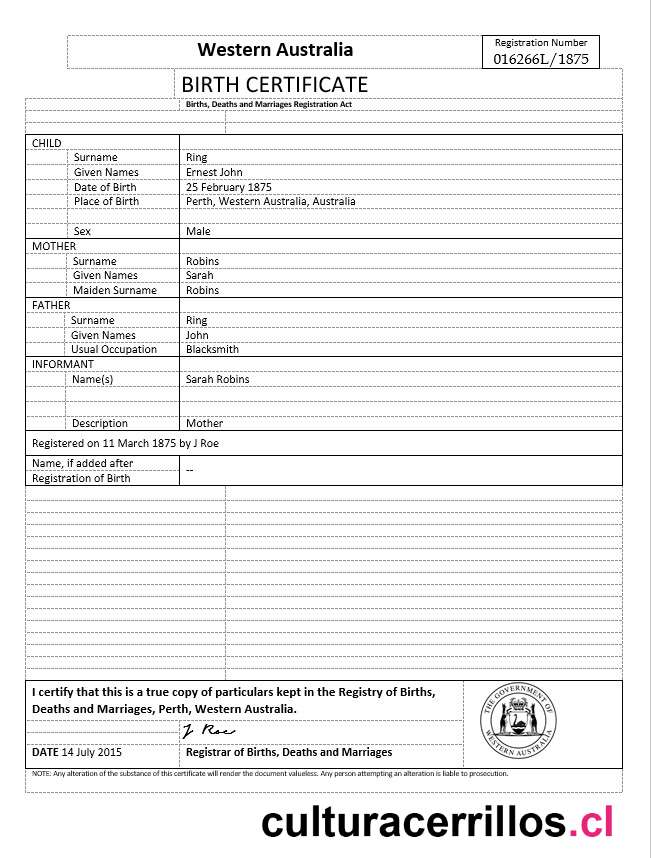 Western Australia
Registration Number
016266L/1875
BIRTH CERTIFICATE
Births, Deaths and Marriages Registration Act
CHILD
Surname Ring
Given Names Ernest John
Date of Birth 25 February 1875
Place of Birth Perth, Western Australia, Australia
Sex Male
MOTHER
Surname Robins
Given Names Sarah
Maiden Surname Robins
FATHER
Surname Ring
Given Names John
Usual Occupation Blacksmith
INFORMANT
Name(s) Sarah Robins
Description Mother
Registered on 11 March 1875 by J Roe
Name, if added after
Registration of Birth --
I certify that this is a true copy of particulars kept in the Registry of Births,
Deaths and Marriages, Perth, Western Australia.
J Roe
DATE 14 July 2015 Registrar of Births, Deaths and Marriages
THE GOVERNMENT OF
WESTERN AUSTRALIA
NOTE: Any alteration of the substance of this certificate will render the document valueless. Any person attempting an alteration is liable to prosecution.
culturacerrillos.cl